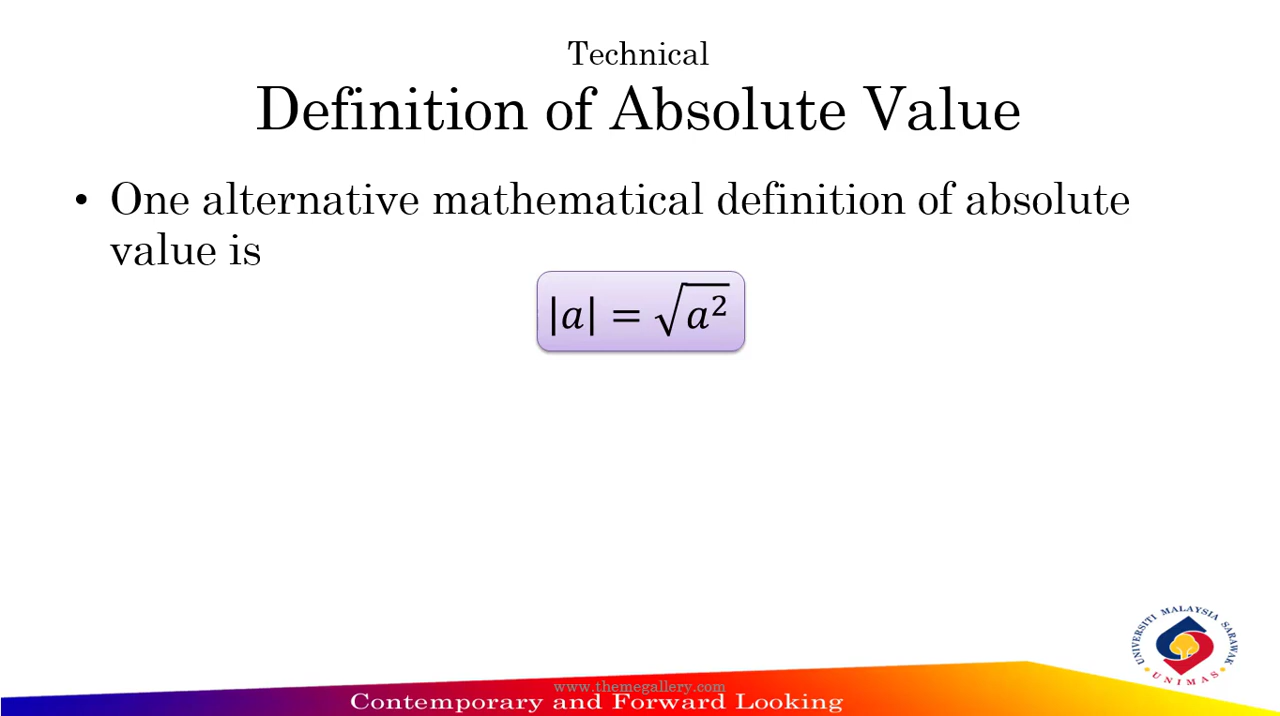 Technical
Definition of Absolute Value
• One alternative mathematical definition of absolute
value is
|a| = √a²
UNIVERSITI MALAYSIA SARAWAK
UNIMAS
www.themegallery.com
Contemporary and Forward Looking